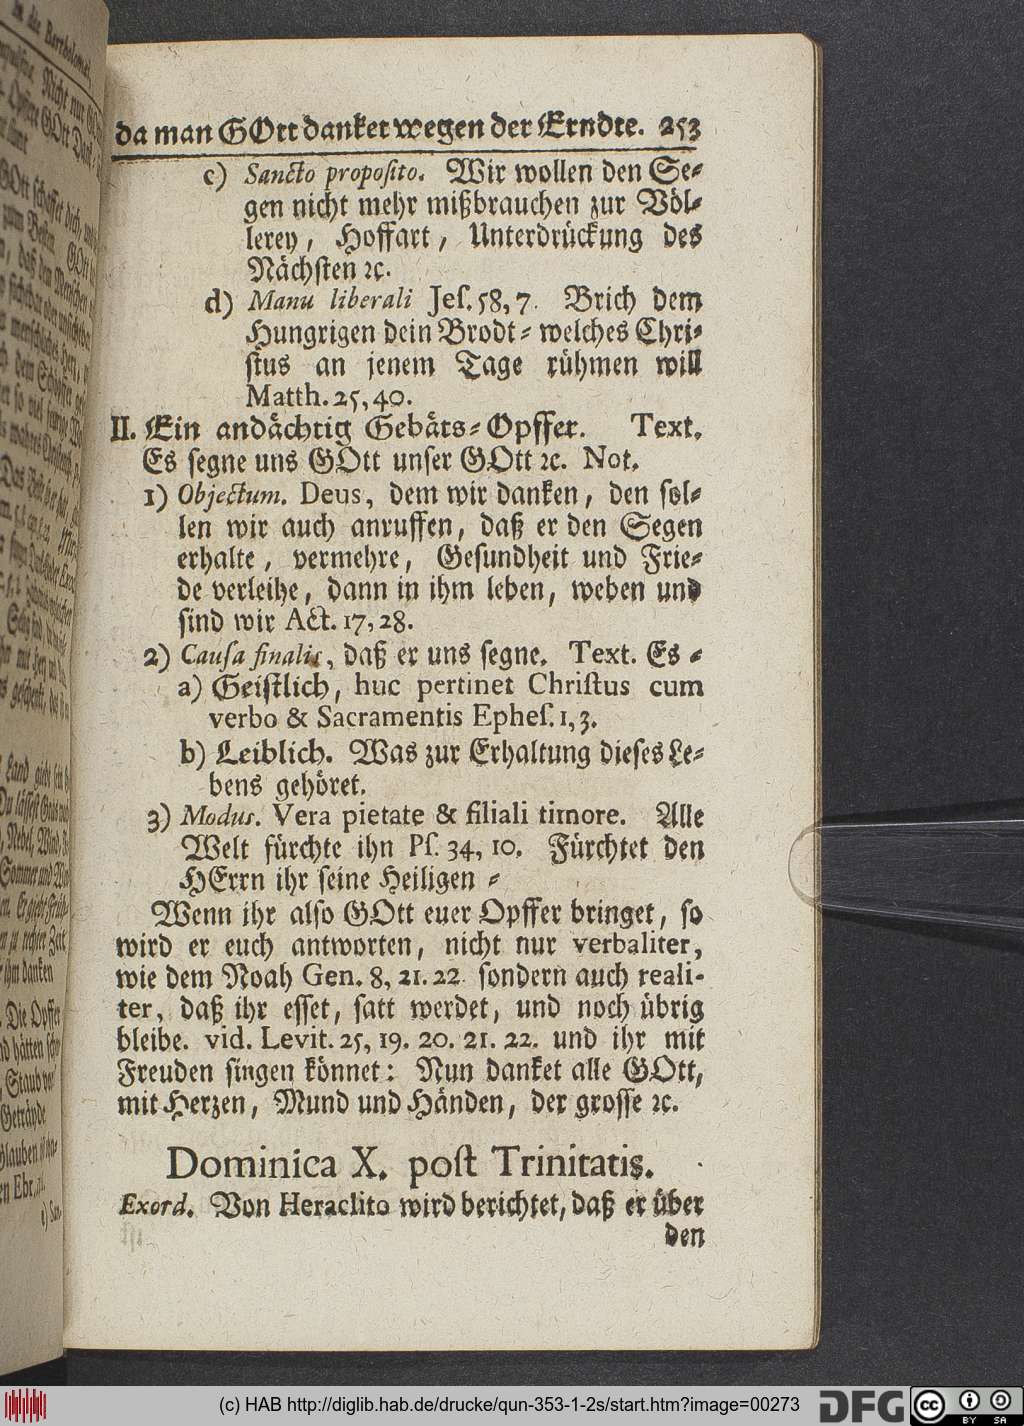 da man GOtt danket wegen der Erndte. 253
c) Sancto proposito. Wir wollen den Se-
gen nicht mehr mißbrauchen zur Völ-
lerey, Hoffart, Unterdrückung des
Nächsten ꝛc.
d) Manu liberali Jeſ. 58, 7. Brich dem
Hungrigen dein Brodt- welches Chri-
ſtus an jenem Tage rühmen will
Matth. 25, 40.
II. Ein andächtig Gebäts-Opffer. Text.
Es ſegne uns GOtt unſer GOtt ꝛc. Not.
1) Objectum. Deus, dem wir danken, den ſol-
len wir auch anruffen, daß er den Segen
erhalte, vermehre, Geſundheit und Frie-
de verleihe, dann in ihm leben, weben und
ſind wir Act. 17, 28.
2) Cauſa finalis, daß er uns ſegne. Text. Es -
a) Geiſtlich, huc pertinet Chriſtus cum
verbo & Sacramentis Epheſ. 1, 3.
b) Leiblich. Was zur Erhaltung dieſes Le-
bens gehöret.
3) Modus. Vera pietate & filiali timore. Alle
Welt fürchte ihn Pſ. 34, 10. Fürchtet den
HErrn ihr ſeine Heiligen -
Wenn ihr alſo GOtt euer Opffer bringet, ſo
wird er euch antworten, nicht nur verbaliter,
wie dem Noah Gen. 8, 21. 22. ſondern auch reali-
ter, daß ihr eſſet, ſatt werdet, und noch übrig
bleibe. vid. Levit. 25, 19. 20. 21. 22. und ihr mit
Freuden ſingen könnet: Nun danket alle GOtt,
mit Herzen, Mund und Händen, der groſſe ꝛc.
Dominica X. poſt Trinitatis.
Exord. Von Heraclito wird berichtet, daß er über
den
(c) HAB http://diglib.hab.de/drucke/qun-353-1-2s/start.htm?image=00273
DFG
cc BY SA